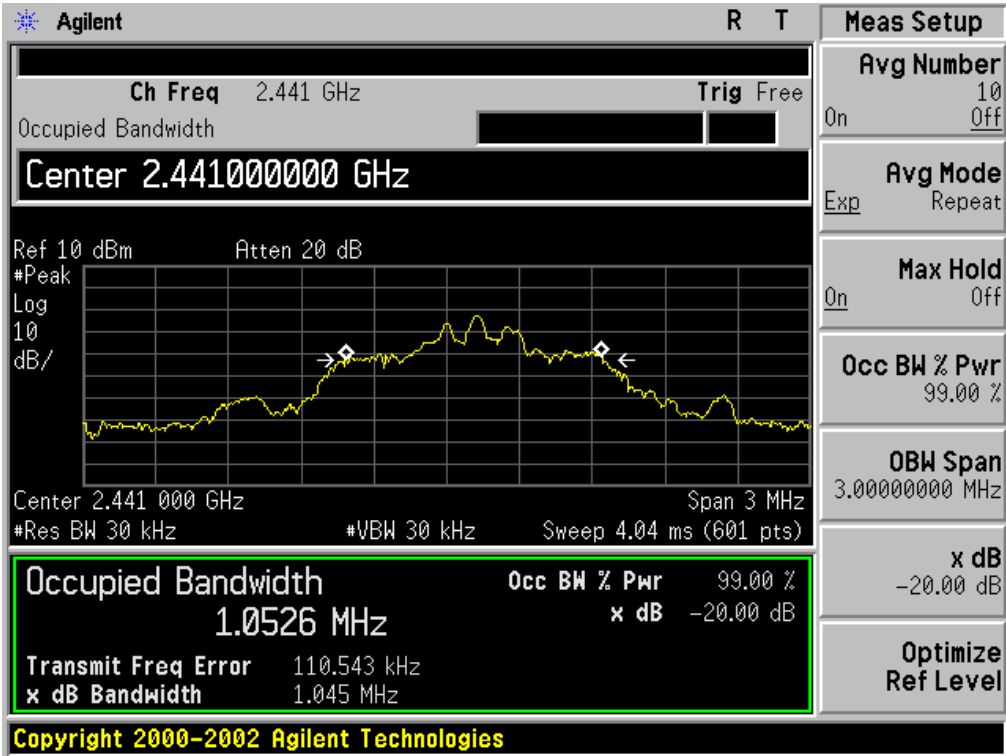 Agilent R T
Ch Freq 2.441 GHz Trig Free
Occupied Bandwidth
Center 2.441000000 GHz
Ref 10 dBm Atten 20 dB
#Peak
Log
10
dB/
Center 2.441 000 GHz Span 3 MHz
#Res BW 30 kHz #VBW 30 kHz Sweep 4.04 ms (601 pts)
Occupied Bandwidth Occ BW % Pwr 99.00 %
1.0526 MHz x dB -20.00 dB
Transmit Freq Error 110.543 kHz
x dB Bandwidth 1.045 MHz
Copyright 2000-2002 Agilent Technologies
Meas Setup
Avg Number
10
On Off
Avg Mode
Exp Repeat
Max Hold
On Off
Occ BW % Pwr
99.00 %
OBW Span
3.00000000 MHz
x dB
-20.00 dB
Optimize
Ref Level